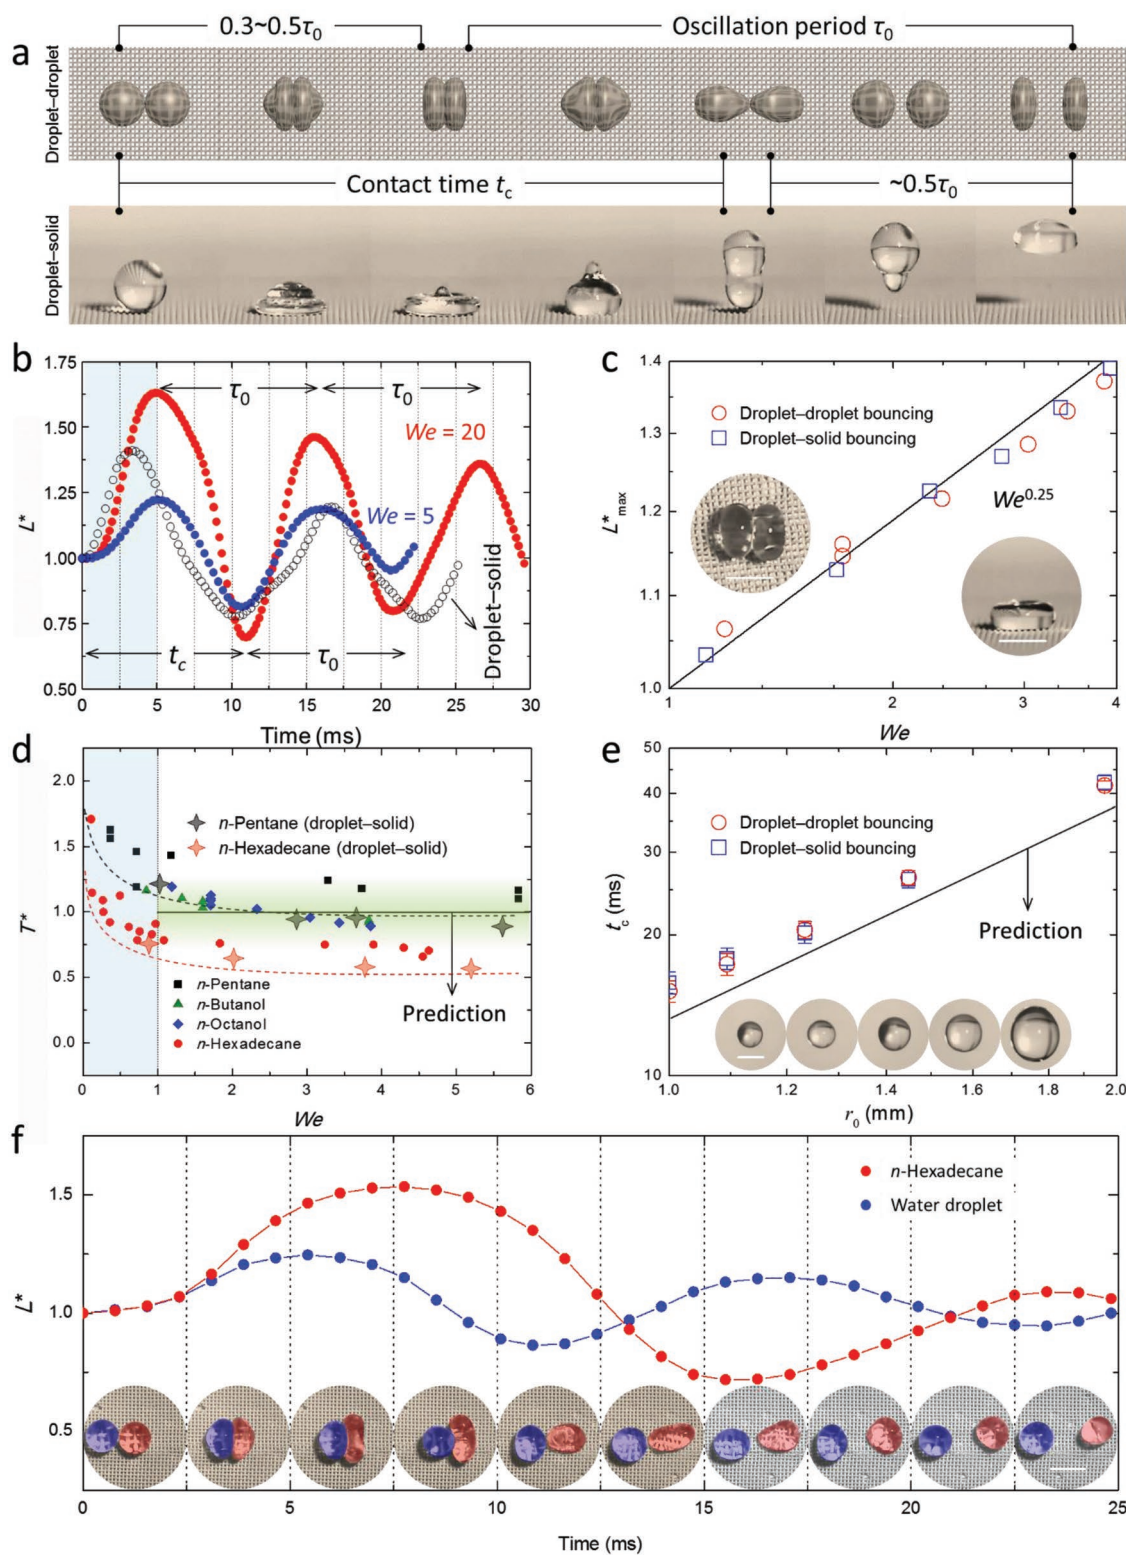 a
0.3~0.5τ₀
Oscillation period τ₀
Droplet–droplet
Contact time t_c
~0.5τ₀
Droplet–solid
b
1.75
1.50
1.25
1.00
0.75
0.50
L*
τ₀
τ₀
We = 20
We = 5
t_c
τ₀
Droplet–solid
0
5
10
15
20
25
30
Time (ms)
c
1.4
1.3
1.2
1.1
1.0
L*max
Droplet–droplet bouncing
Droplet–solid bouncing
We^0.25
1
2
3
4
We
d
2.0
1.5
1.0
0.5
0.0
T*
n-Pentane (droplet–solid)
n-Hexadecane (droplet–solid)
n-Pentane
n-Butanol
n-Octanol
n-Hexadecane
Prediction
0
1
2
3
4
5
6
We
e
50
40
30
20
10
t_c (ms)
Droplet–droplet bouncing
Droplet–solid bouncing
Prediction
1.0
1.2
1.4
1.6
1.8
2.0
r₀ (mm)
f
1.5
1.0
0.5
L*
n-Hexadecane
Water droplet
0
5
10
15
20
25
Time (ms)